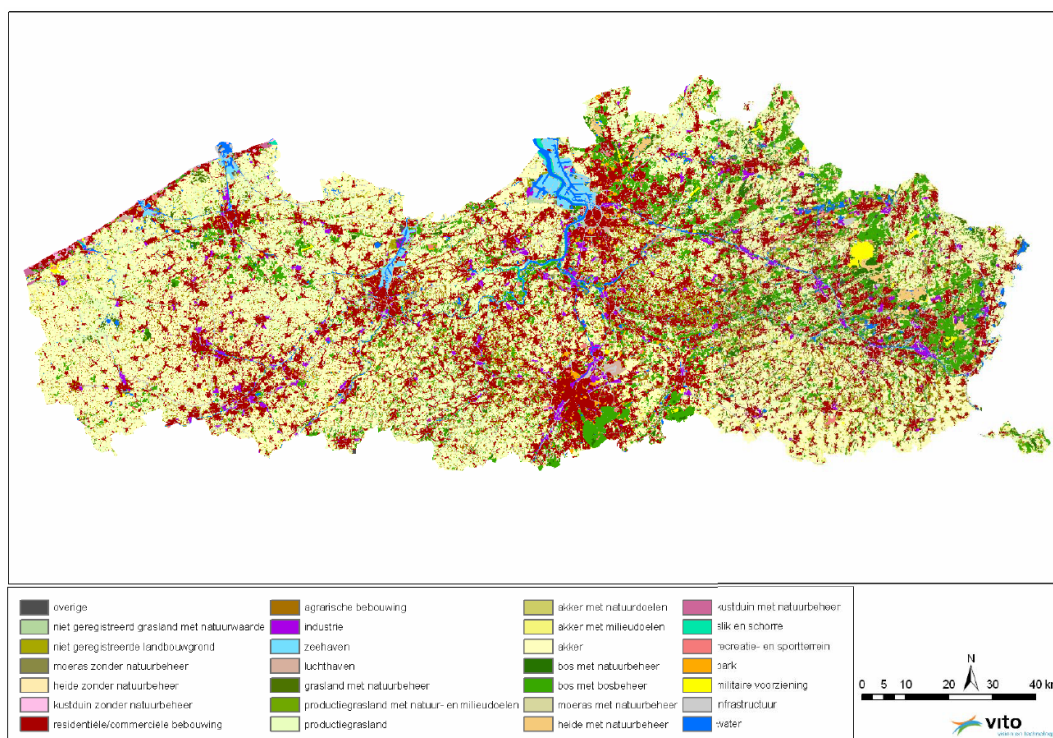 overige
niet geregistreerd grasland met natuurwaarde
niet geregistreerde landbouwgrond
moeras zonder natuurbeheer
heide zonder natuurbeheer
kustduin zonder natuurbeheer
residentiële/commerciële bebouwing
agrarische bebouwing
industrie
zeehaven
luchthaven
grasland met natuurbeheer
productiegrasland met natuur- en milieudoelen
productiegrasland
akker met natuurdoelen
akker met milieudoelen
akker
bos met natuurbeheer
bos met bosbeheer
moeras met natuurbeheer
heide met natuurbeheer
kustduin met natuurbeheer
slik en schorre
recreatie- en sportterrein
park
militaire voorziening
infrastructuur
water
N
0 5 10 20 30 40 km
vito